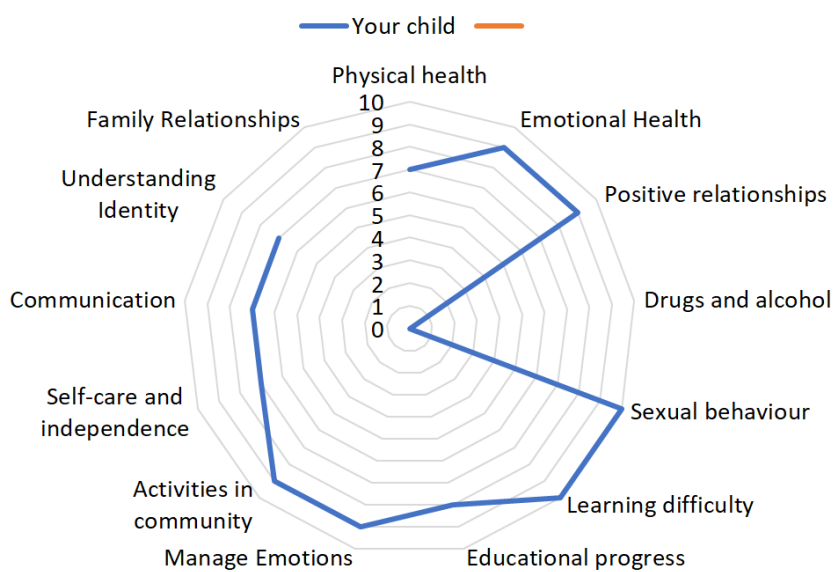 Your child
Physical health
10
9
8
7
6
5
4
3
2
1
0
Emotional Health
Positive relationships
Drugs and alcohol
Sexual behaviour
Learning difficulty
Educational progress
Manage Emotions
Activities in
community
Self-care and
independence
Communication
Understanding
Identity
Family Relationships